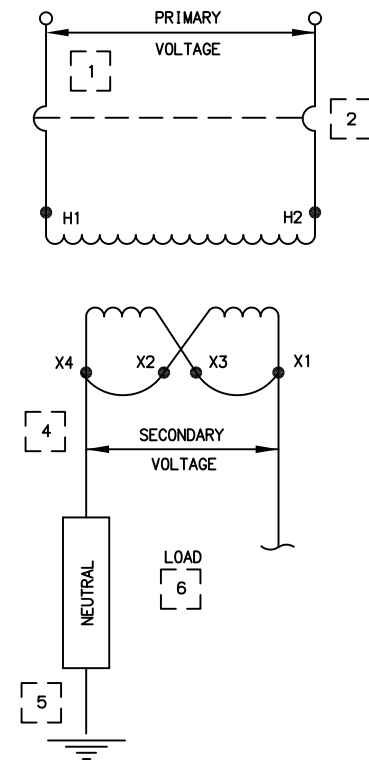 PRIMARY
VOLTAGE
1
2
H1 H2
X4 X2 X3 X1
4
SECONDARY
VOLTAGE
LOAD
6
NEUTRAL
5